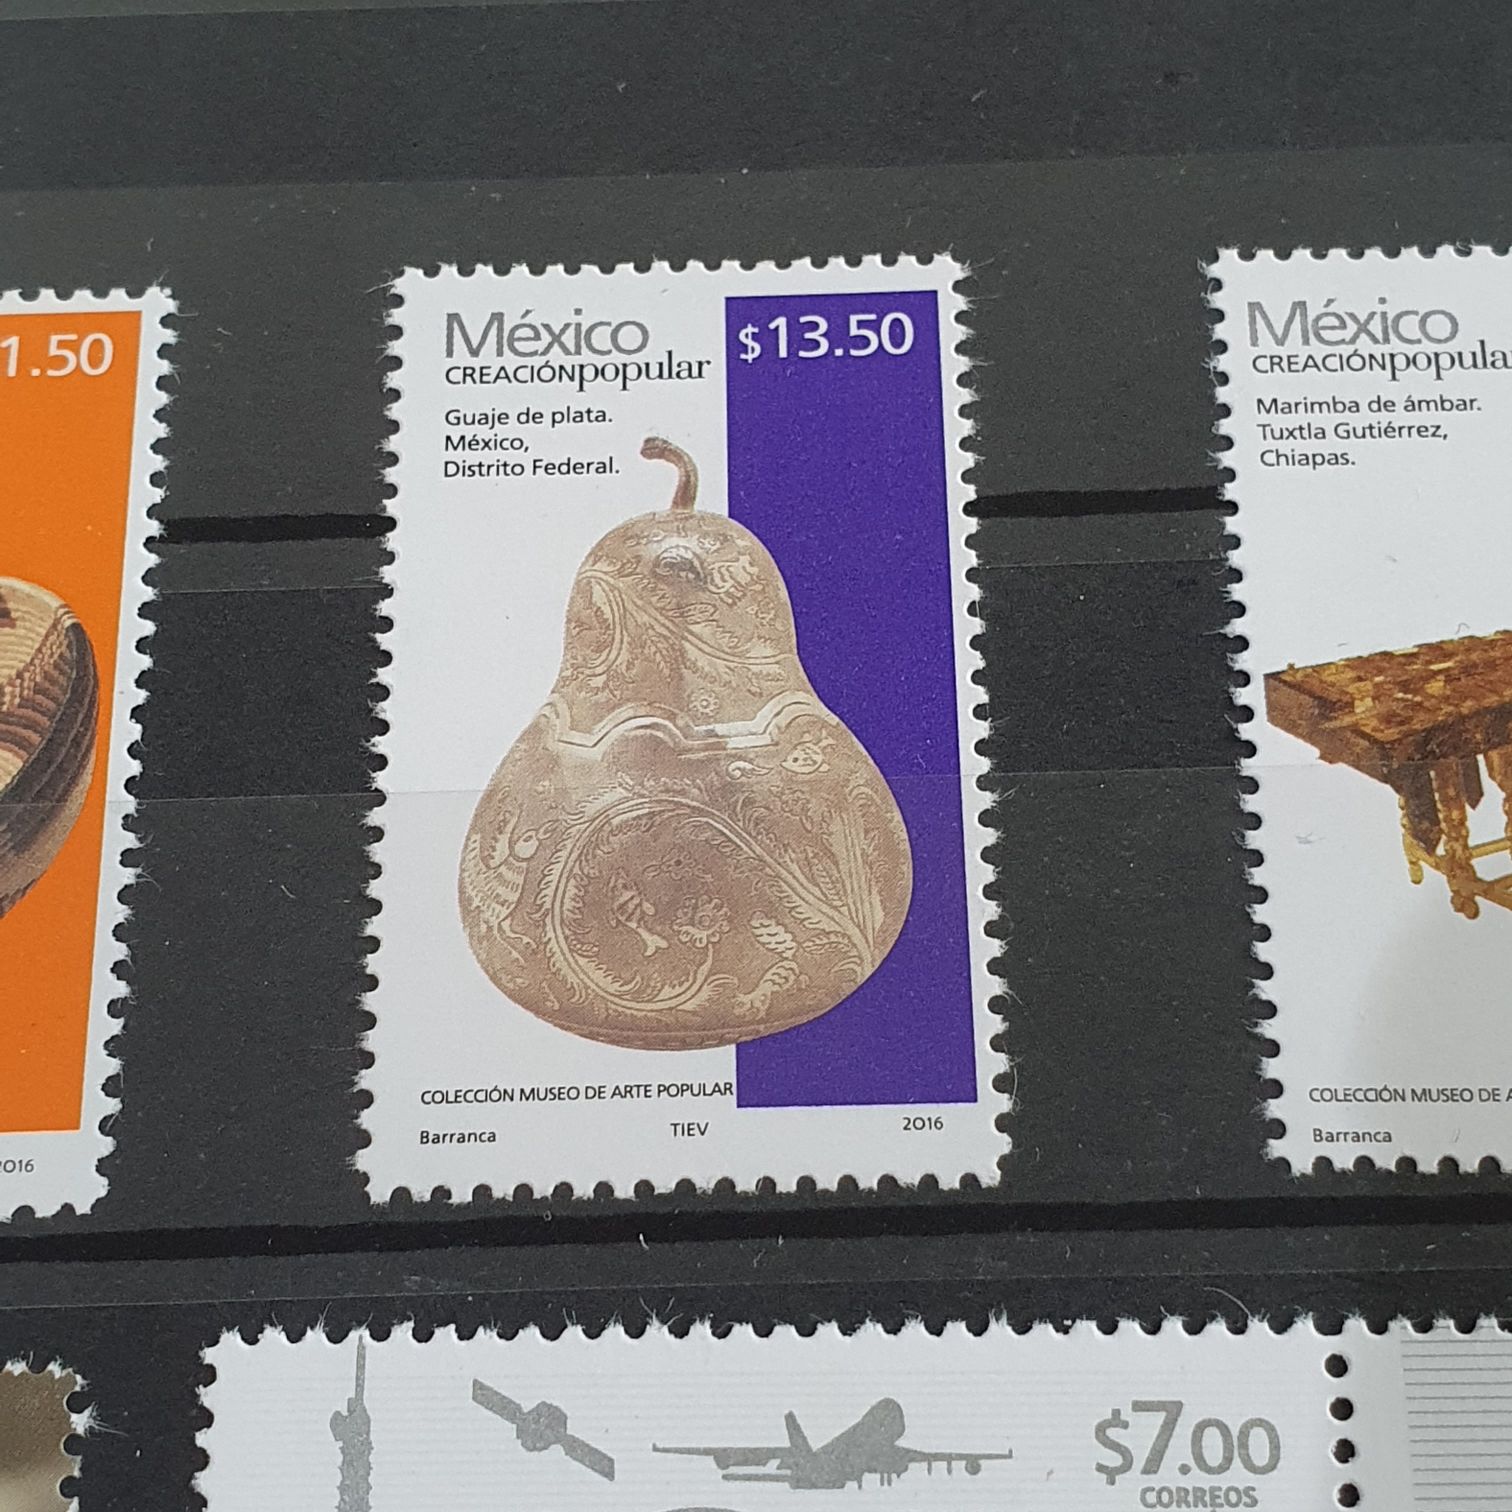 1.50
2016
México
CREACIÓNpopular
$13.50
Guaje de plata.
México,
Distrito Federal.
COLECCIÓN MUSEO DE ARTE POPULAR
Barranca TIEV 2016
México
CREACIÓNpopula
Marimba de ámbar.
Tuxtla Gutiérrez,
Chiapas.
COLECCIÓN MUSEO DE A
Barranca
$7.00
CORREOS